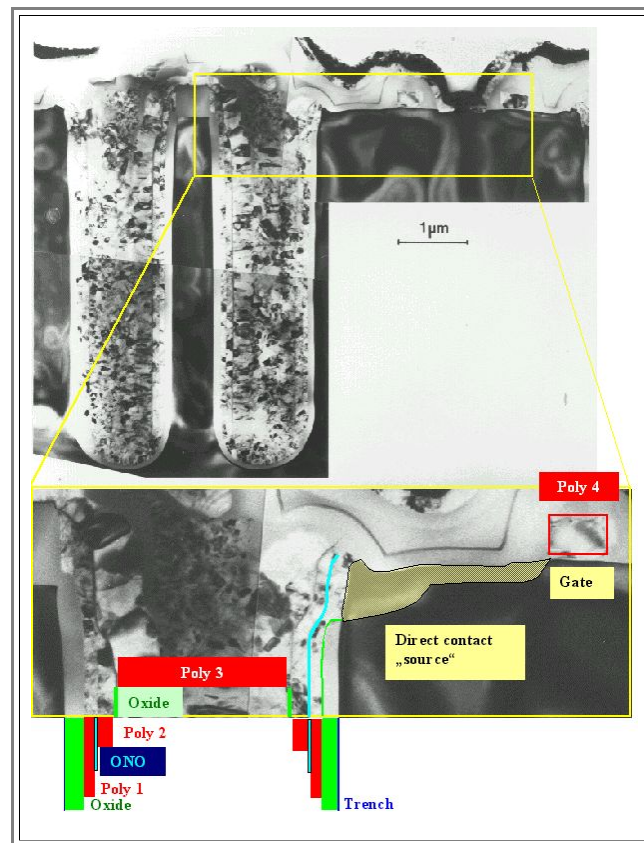 1μm
Poly 4
Gate
Direct contact
„source“
Poly 3
Oxide
Poly 2
ONO
Poly 1
Oxide
Trench